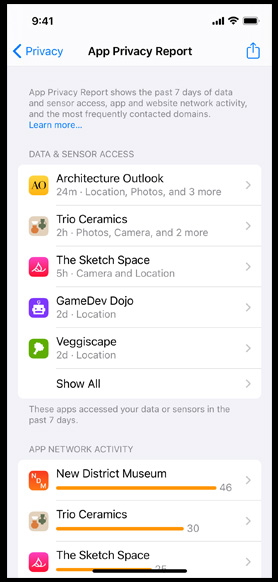 9:41
Privacy
App Privacy Report
App Privacy Report shows the past 7 days of data
and sensor access, app and website network activity,
and the most frequently contacted domains.
Learn more...
DATA & SENSOR ACCESS
AO
Architecture Outlook
24m · Location, Photos, and 3 more
Trio Ceramics
2h · Photos, Camera, and 2 more
The Sketch Space
5h · Camera and Location
GameDev Dojo
2d · Location
Veggiscape
2d · Location
Show All
These apps accessed your data or sensors in the
past 7 days.
APP NETWORK ACTIVITY
NDM
New District Museum
46
Trio Ceramics
30
The Sketch Space
25